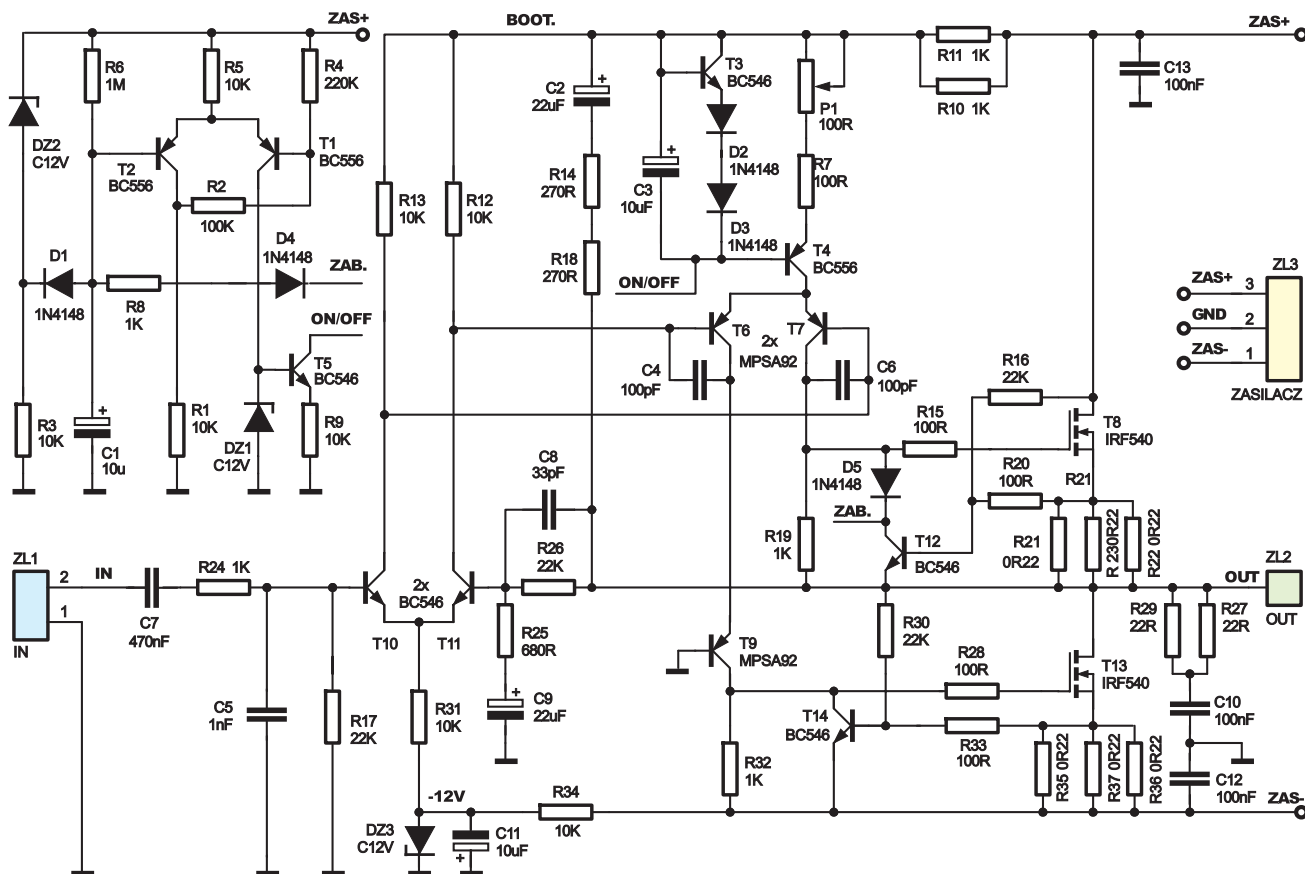 ZAS+
BOOT.
ZAS+
R6
1M
R5
10K
R4
220K
DZ2
C12V
T2
BC556
T1
BC556
R2
100K
D1
1N4148
D4
1N4148
ZAB.
R8
1K
ON/OFF
T5
BC546
R3
10K
C1
10u
+
R1
10K
DZ1
C12V
R9
10K
R13
10K
R12
10K
C2
22uF
+
R14
270R
R18
270R
T3
BC546
D2
1N4148
C3
10uF
+
D3
1N4148
P1
100R
R7
100R
T4
BC556
ON/OFF
R11 1K
R10 1K
C13
100nF
T6
T7
2x
MPSA92
C4
100pF
C6
100pF
R16
22K
R15
100R
T8
IRF540
ZL3
ZAS+
3
GND
2
ZAS-
1
ZASILACZ
D5
1N4148
R20
100R
R21
ZAB.
R19
1K
T12
BC546
R21
0R22
R 230R22
R22 0R22
C8
33pF
R26
22K
ZL1
2
1
IN
IN
C7
470nF
R24 1K
C5
1nF
R17
22K
2x
BC546
T10
T11
R25
680R
C9
22uF
+
R31
10K
R30
22K
T9
MPSA92
R28
100R
T13
IRF540
T14
BC546
R33
100R
R32
1K
R35 0R22
R37 0R22
R36 0R22
OUT
ZL2
OUT
R29
22R
R27
22R
C10
100nF
C12
100nF
ZAS-
-12V
R34
10K
DZ3
C12V
C11
10uF
+